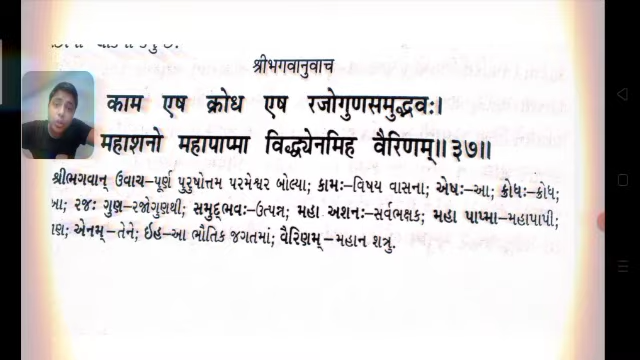 श्रीभगवानुवाच
काम एष क्रोध एष रजोगुणसमुद्भवः।
महाशनो महापाप्मा विद्ध्येनमिह वैरिणम्॥३७॥
શ્રીભગવાન્ ઉવાચ–પૂર્ણ પુરુષોત્તમ પરમેશ્વર બોલ્યા; કામઃ–વિષય વાસના; એષઃ–આ; ક્રોધઃ–ક્રોધ;
રજઃ ગુણ–રજોગુણથી; સમુદ્ભવઃ–ઉત્પન્ન; મહા અશનઃ–સર્વભક્ષક; મહા પાપ્મા–મહાપાપી;
એનમ્–તેને; ઈહ–આ ભૌતિક જગતમાં; વૈરિણમ્–મહાન શત્રુ.